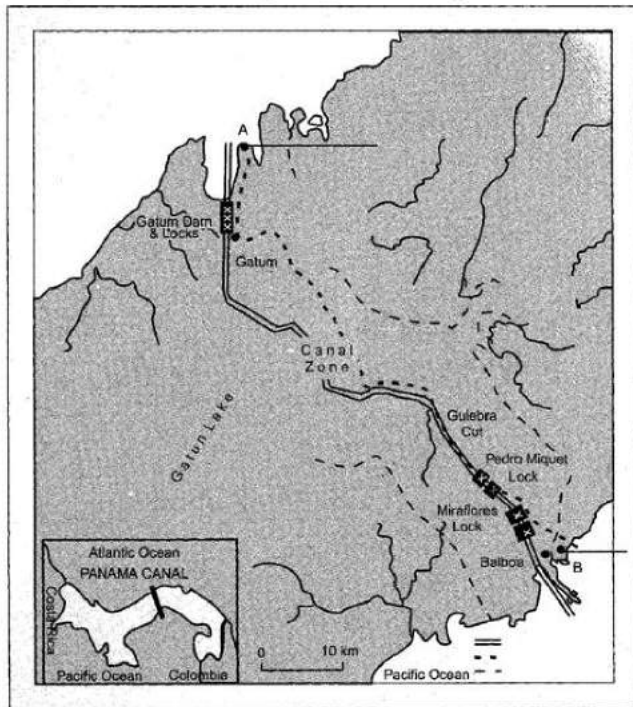 A
Gatum Dam
& Locks
Gatum
Canal
Zone
Gatun Lake
Gulebra
Cut
Pedro Miquet
Lock
Miraflores
Lock
Balboa
B
Atlantic Ocean
PANAMA CANAL
Costa Rica
Pacific Ocean
Colombia
0 10 km
Pacific Ocean